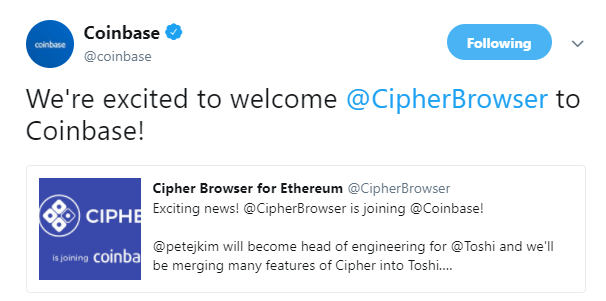 coinbase
Coinbase
@coinbase
Following
We're excited to welcome @CipherBrowser to
Coinbase!
CIPHE
is joining coinba
Cipher Browser for Ethereum @CipherBrowser
Exciting news! @CipherBrowser is joining @Coinbase!
@petejkim will become head of engineering for @Toshi and we'll
be merging many features of Cipher into Toshi....